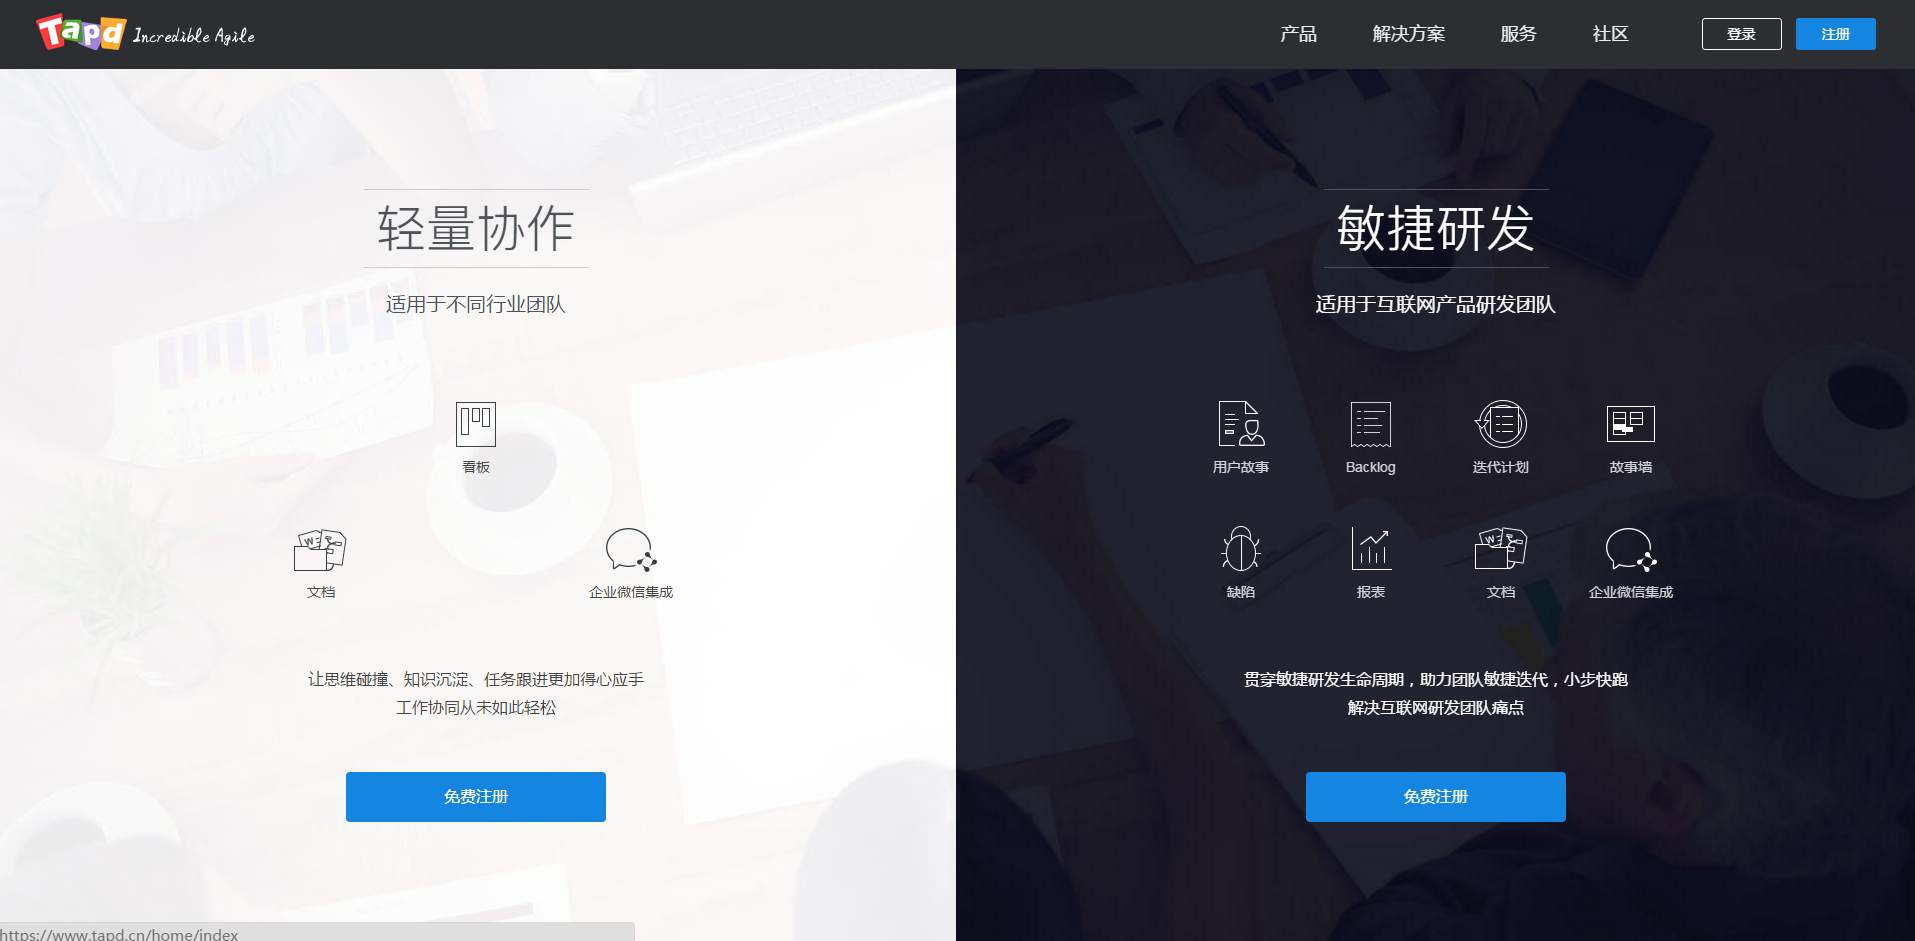 Tapd Incredible Agile
产品 解决方案 服务 社区 登录 注册
轻量协作
适用于不同行业团队
看板
文档 企业微信集成
让思维碰撞、知识沉淀、任务跟进更加得心应手
工作协同从未如此轻松
免费注册
敏捷研发
适用于互联网产品研发团队
用户故事 Backlog 迭代计划 故事墙
缺陷 报表 文档 企业微信集成
贯穿敏捷研发生命周期，助力团队敏捷迭代，小步快跑
解决互联网研发团队痛点
免费注册
https://www.tapd.cn/home/index